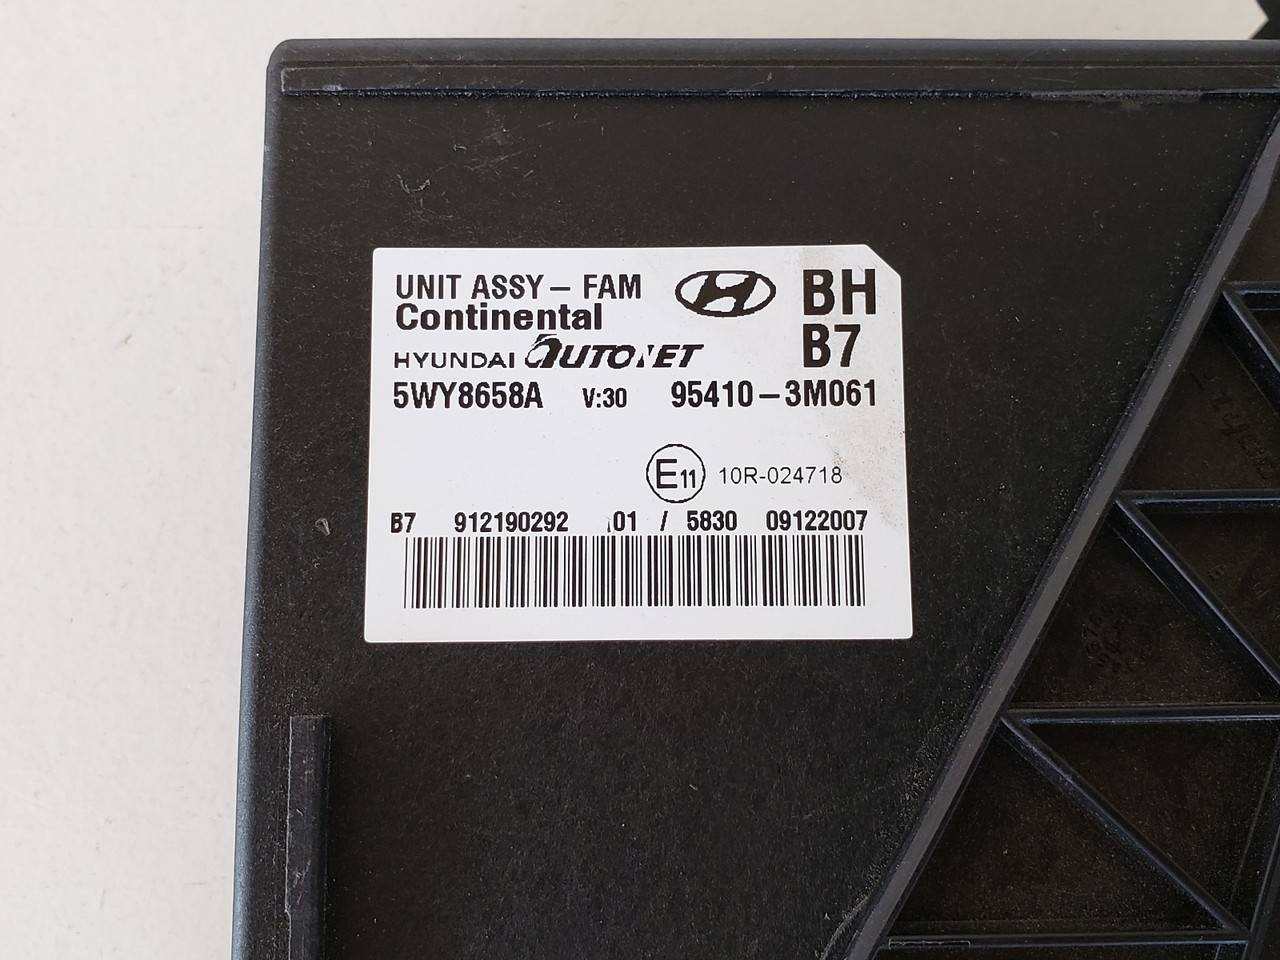 UNIT ASSY – FAM BH
Continental
HYUNDAI AUTONET B7
5WY8658A V:30 95410 – 3M061
E11 10R-024718
B7 912190292 01 / 5830 09122007